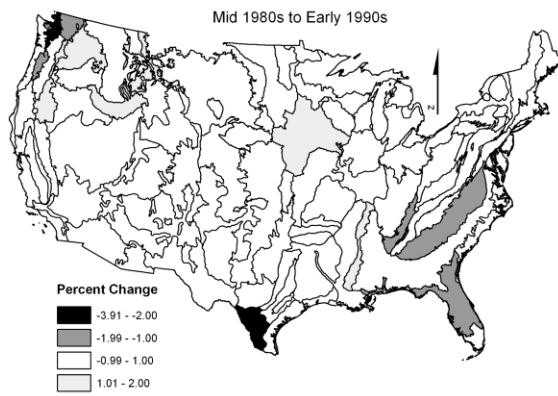 Mid 1980s to Early 1990s
N
Percent Change
-3.91 - -2.00
-1.99 - -1.00
-0.99 - 1.00
1.01 - 2.00